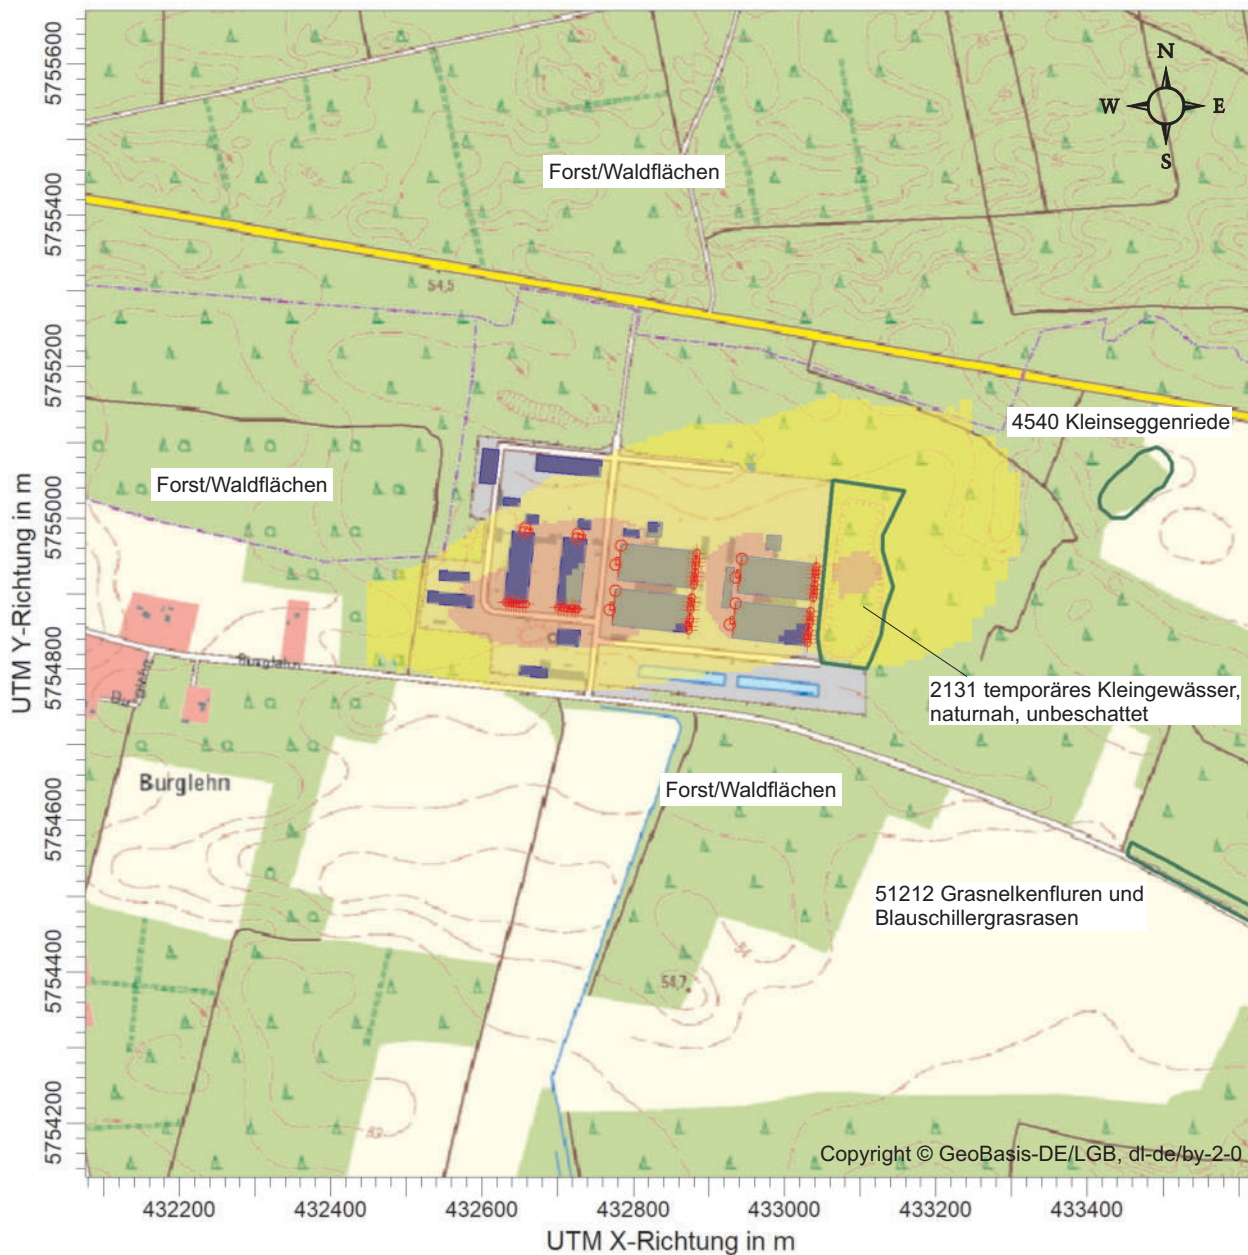 N
W E
S
Forst/Waldflächen
54,5
4540 Kleinseggenriede
Forst/Waldflächen
Burglehn
2131 temporäres Kleingewässer,
naturnah, unbeschattet
Burglehn
Forst/Waldflächen
51212 Grasnelkenfluren und
Blauschillergrasrasen
54
54,7
53
Copyright © GeoBasis-DE/LGB, dl-de/by-2-0
5755600
5755400
5755200
5755000
5754800
5754600
5754400
5754200
UTM Y-Richtung in m
432200 432400 432600 432800 433000 433200 433400
UTM X-Richtung in m